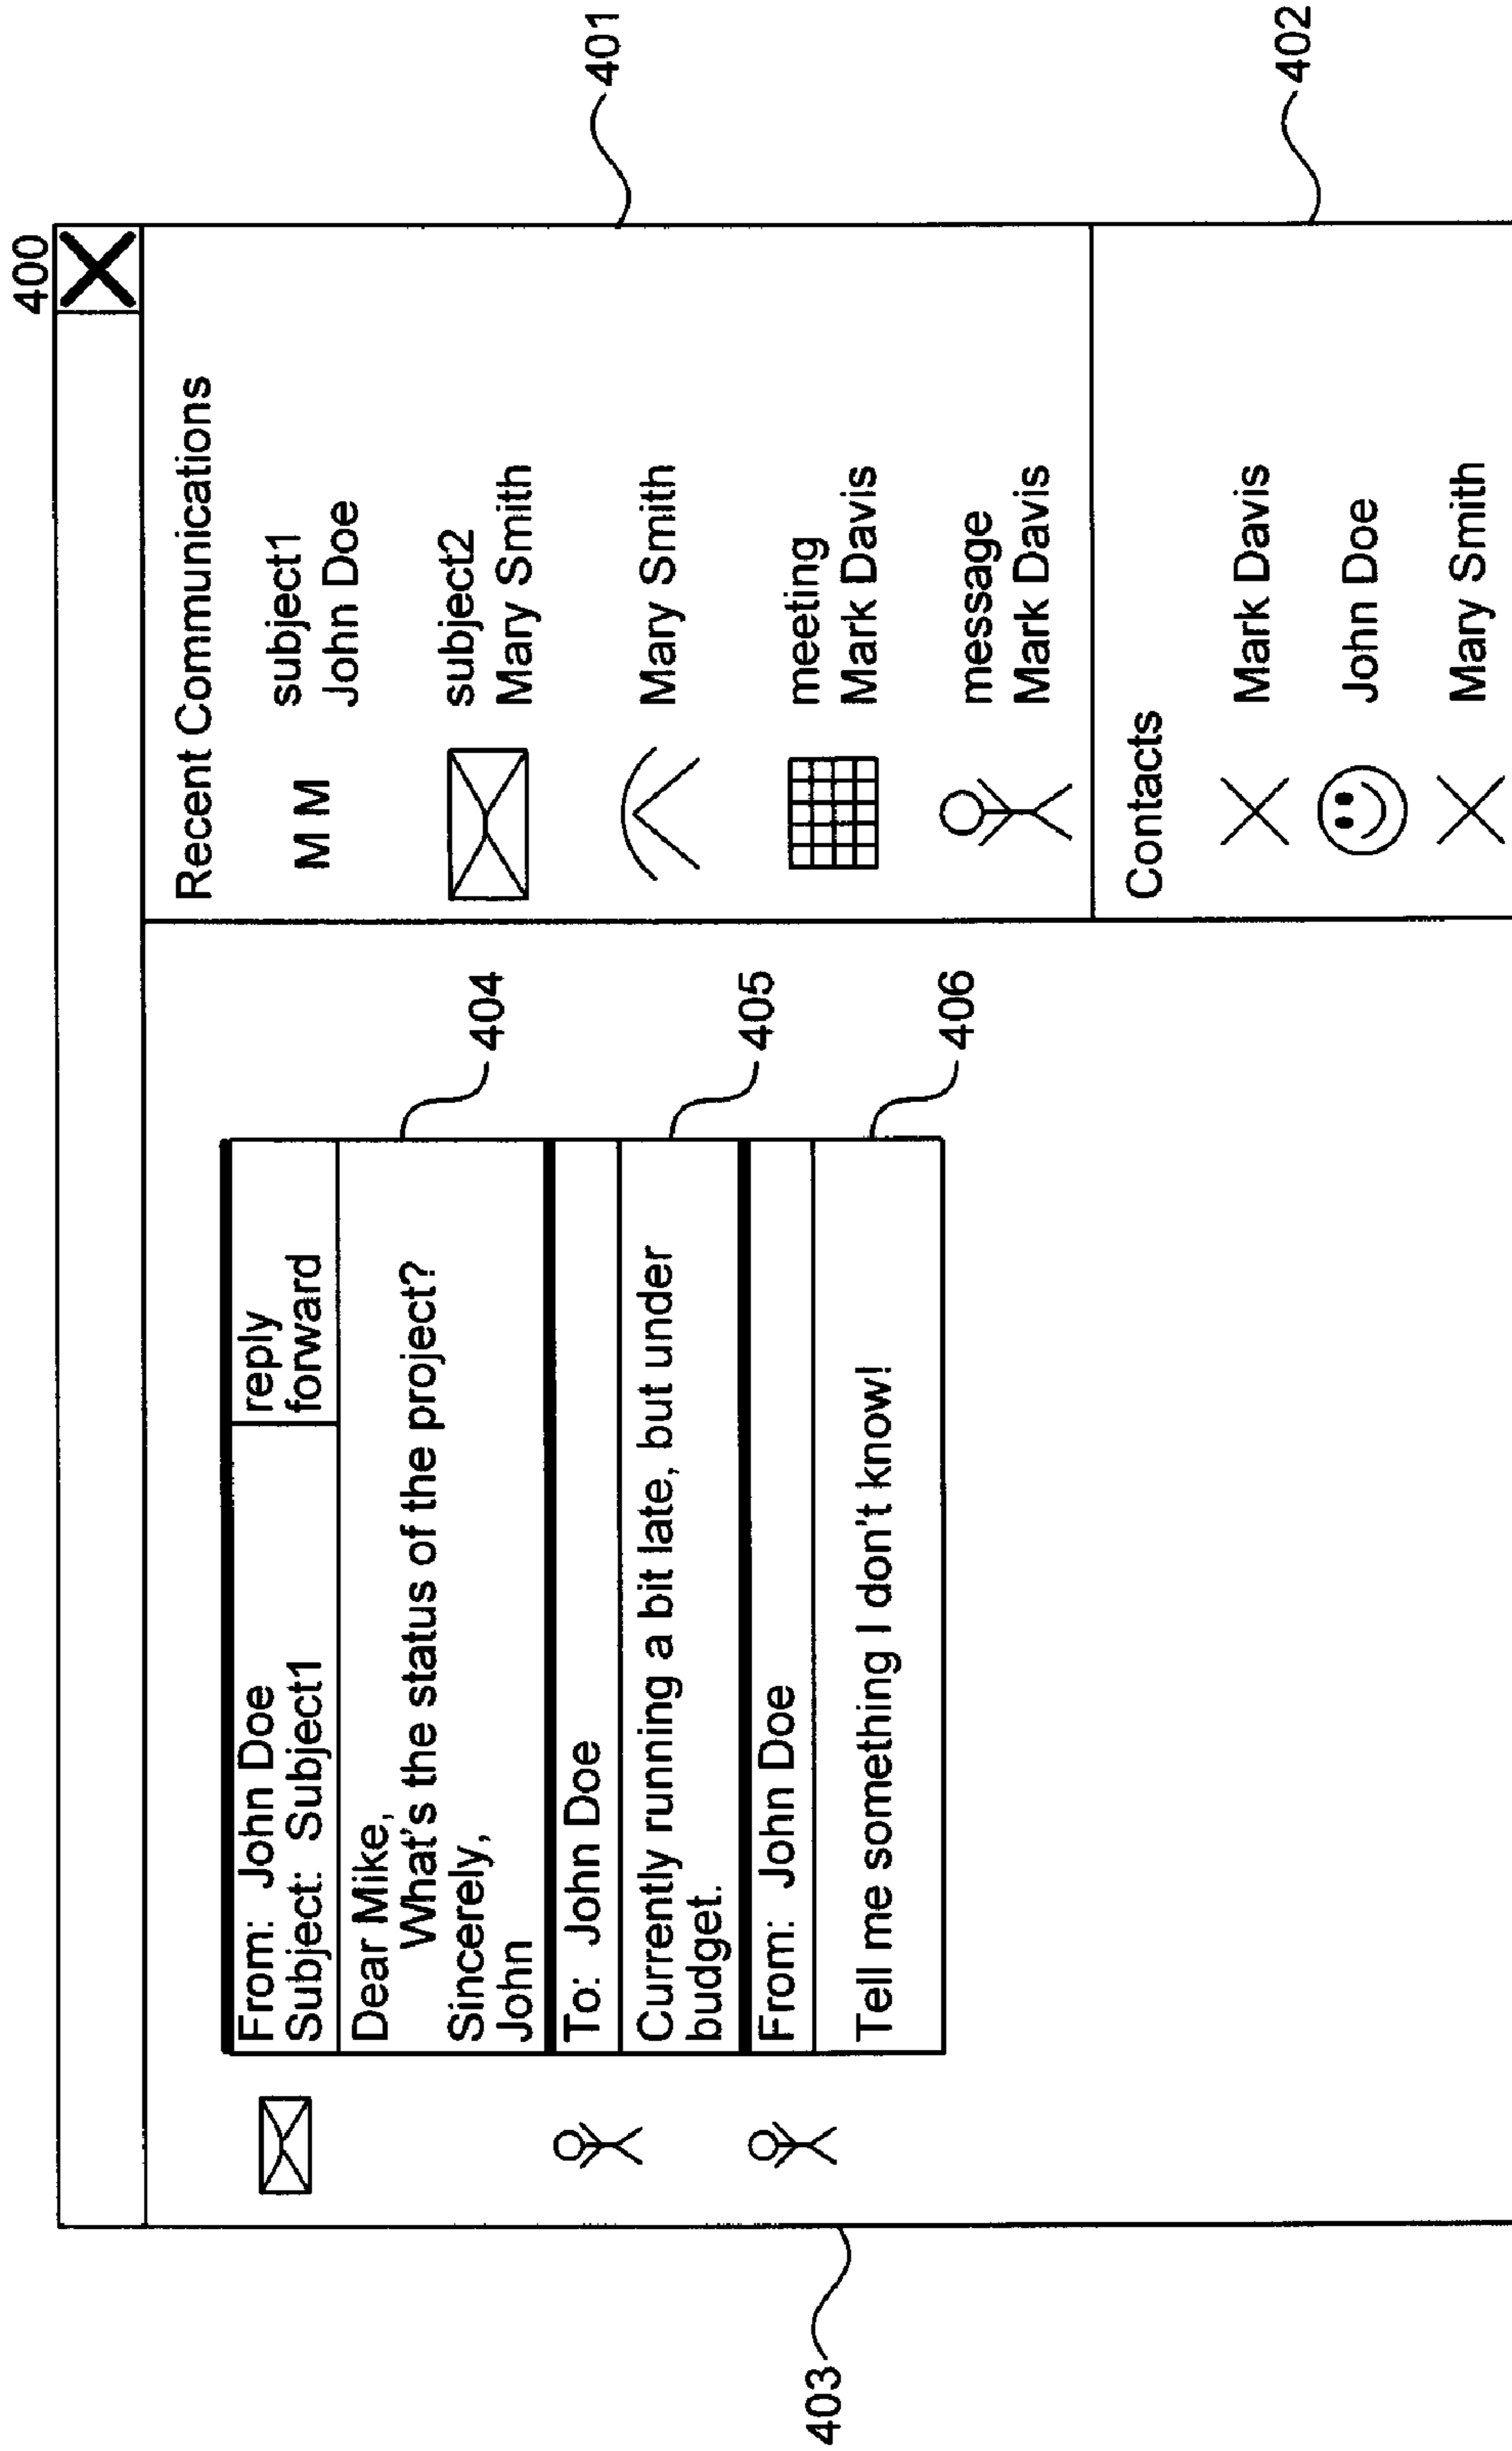 400
From: John Doe
Subject: Subject1
reply
forward
Dear Mike,
What's the status of the project?
Sincerely,
John
404
To: John Doe
Currently running a bit late, but under
budget.
405
From: John Doe
Tell me something I don't know!
406
403
Recent Communications
M M
subject1
John Doe
subject2
Mary Smith
Mary Smith
meeting
Mark Davis
message
Mark Davis
401
Contacts
Mark Davis
John Doe
Mary Smith
402